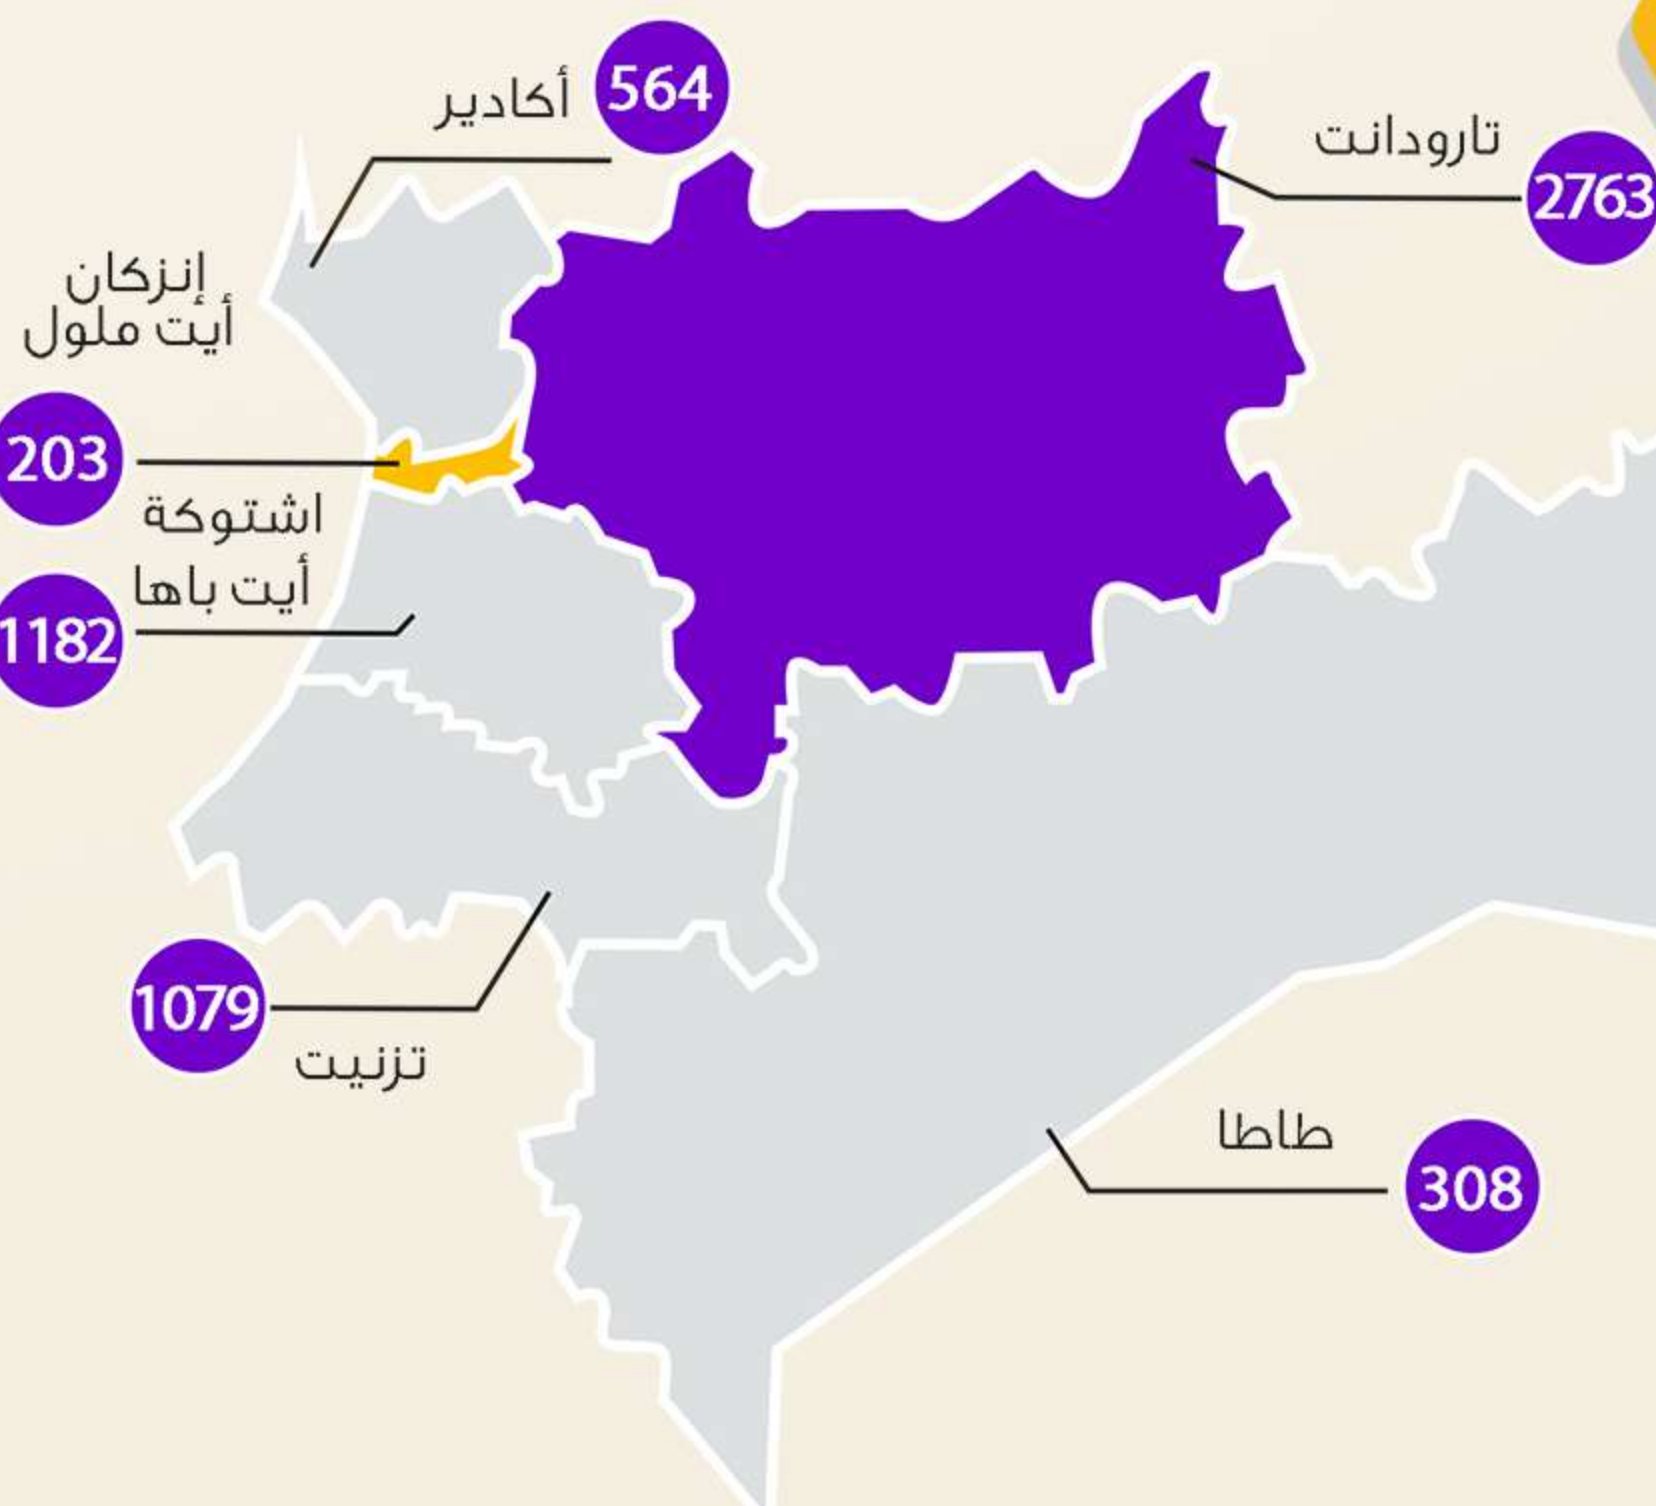 564
أكادير
تارودانت
2763
إنزكان
أيت ملول
203
اشتوكة
أيت باها
1182
1079
تزنيت
طاطا
308